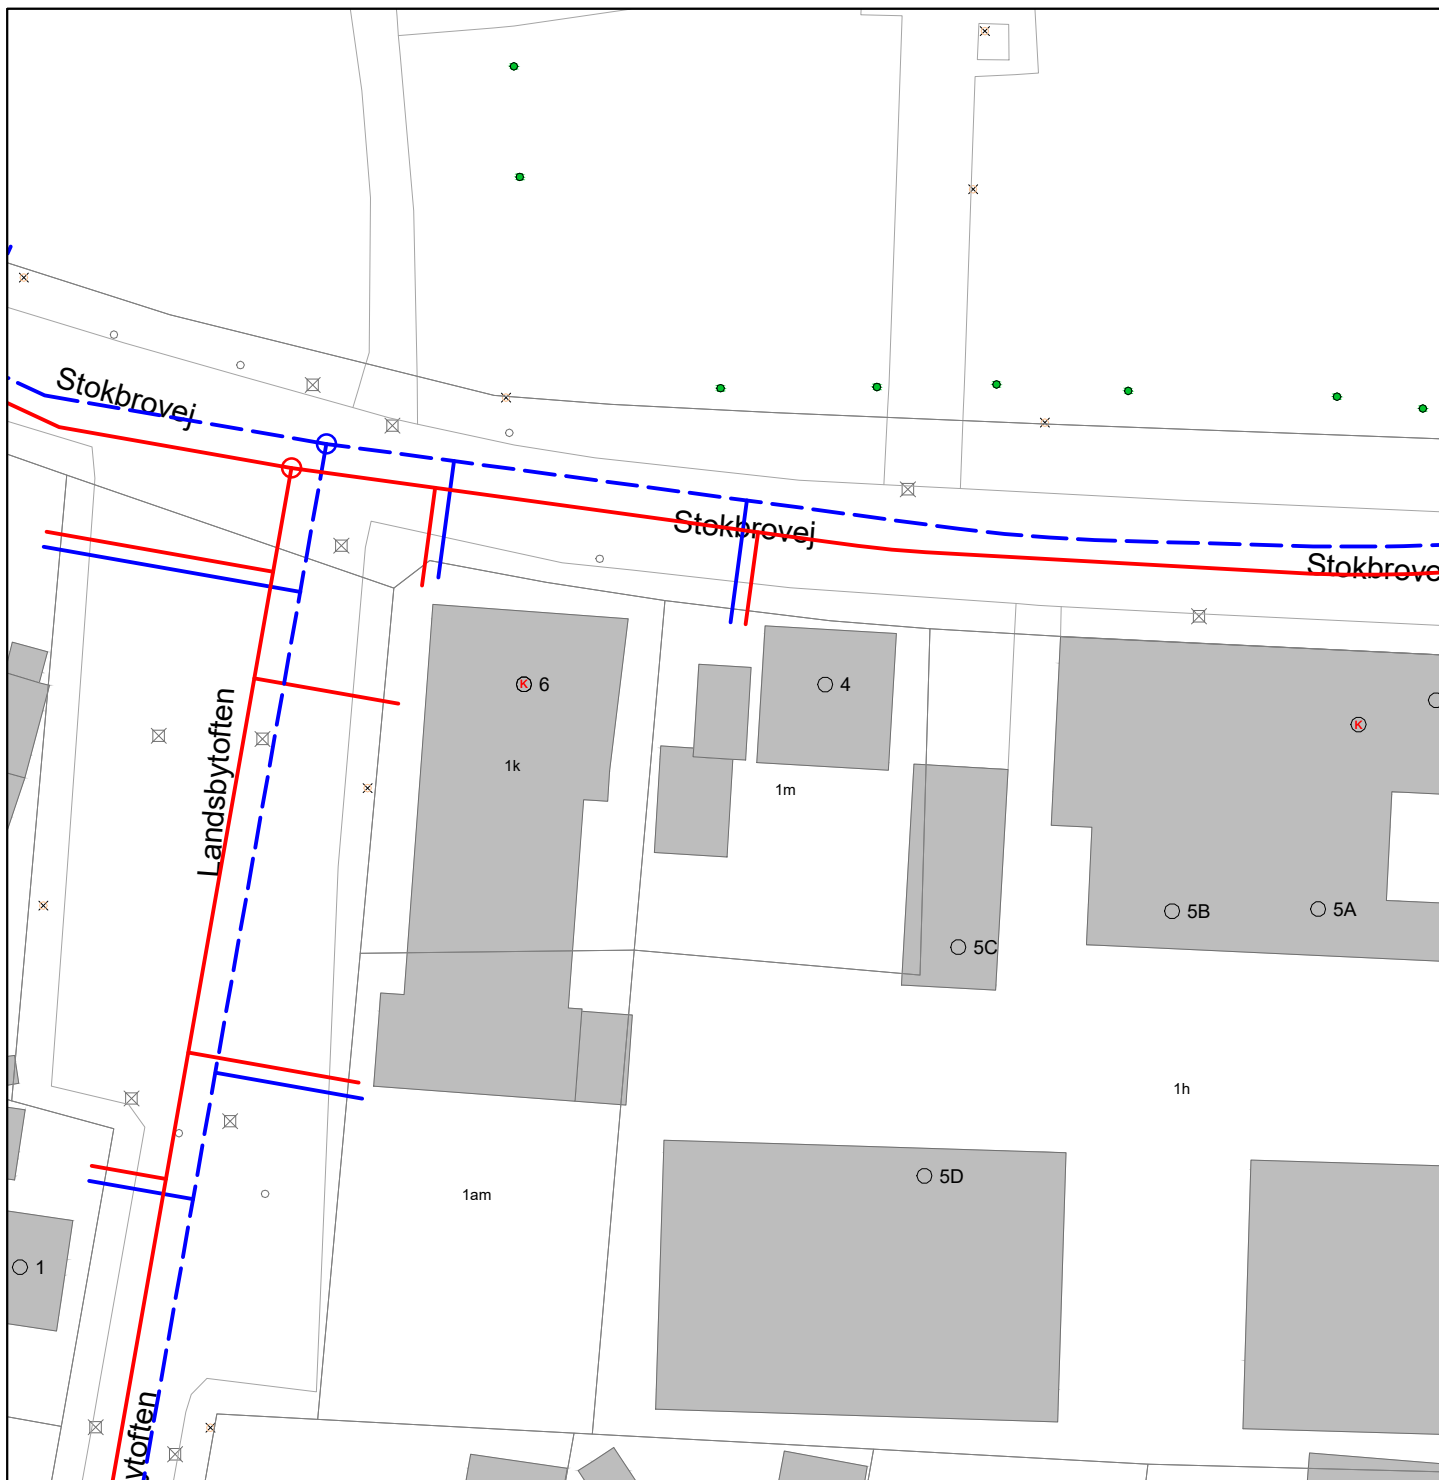 Stokbrovej
Stokbrovej
Stokbrove
K 6
4
K
Landsbytoften
1k
1m
5B
5A
5C
1h
5D
1am
1
ytoften